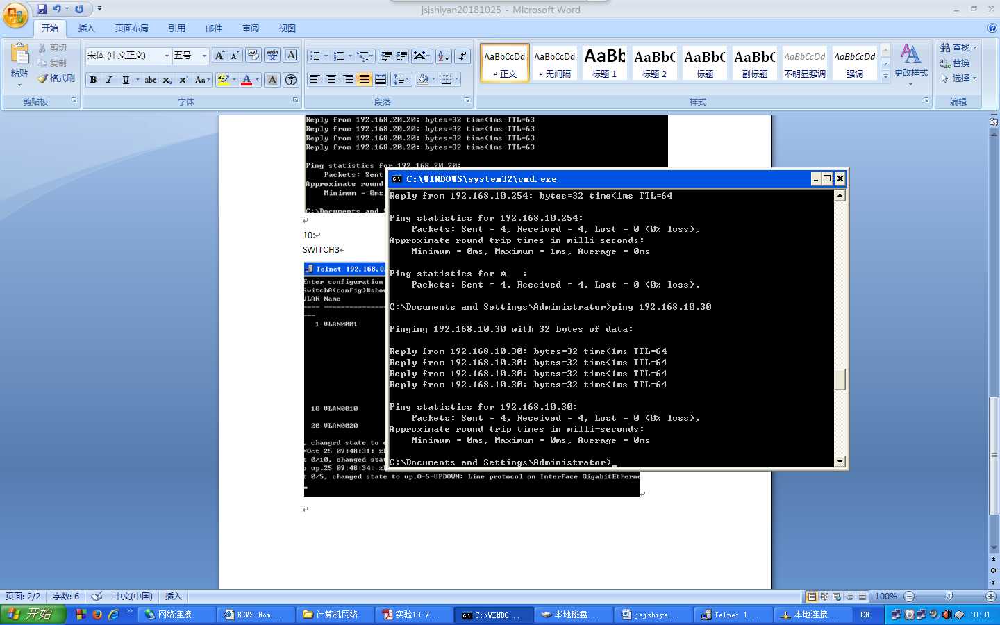 jsjshiyan20181025 - Microsoft Word
开始 插入 页面布局 引用 邮件 审阅 视图
粘贴 剪切 复制 格式刷
剪贴板
宋体 (中文正文) 五号
字体
段落
AaBbCcDd AaBbCcDd AaBb AaBbC AaBbC AaBbC AaBbCcDd AaBbCcDd
正文 无间隔 标题 1 标题 2 标题 副标题 不明显强调 强调
更改样式
样式
查找 替换 选择
编辑
Reply from 192.168.20.20: bytes=32 time<1ms TTL=63
Reply from 192.168.20.20: bytes=32 time<1ms TTL=63
Reply from 192.168.20.20: bytes=32 time<1ms TTL=63
Reply from 192.168.20.20: bytes=32 time<1ms TTL=63
Ping statistics for 192.168.20.20:
Packets: Sent
Approximate round
Minimum = 0ms,
C:\Documents and S
10:
SWITCH3
Telnet 192.168.0.
Enter configuration
SwitchA(config)#show
VLAN Name
---- ----------------
---
1 VLAN0001
10 VLAN0010
20 VLAN0020
, changed state to
*Oct 25 09:48:31: %
t 0/10, changed stat
up.25 09:48:34: %
t 0/5, changed state to up.O-5-UPDOWN: Line protocol on Interface GigabitEtherne
C:\WINDOWS\system32\cmd.exe
Reply from 192.168.10.254: bytes=32 time<1ms TTL=64
Ping statistics for 192.168.10.254:
Packets: Sent = 4, Received = 4, Lost = 0 (0% loss),
Approximate round trip times in milli-seconds:
Minimum = 0ms, Maximum = 1ms, Average = 0ms
Ping statistics for * :
Packets: Sent = 4, Received = 4, Lost = 0 (0% loss),
C:\Documents and Settings\Administrator>ping 192.168.10.30
Pinging 192.168.10.30 with 32 bytes of data:
Reply from 192.168.10.30: bytes=32 time<1ms TTL=64
Reply from 192.168.10.30: bytes=32 time<1ms TTL=64
Reply from 192.168.10.30: bytes=32 time<1ms TTL=64
Reply from 192.168.10.30: bytes=32 time<1ms TTL=64
Ping statistics for 192.168.10.30:
Packets: Sent = 4, Received = 4, Lost = 0 (0% loss),
Approximate round trip times in milli-seconds:
Minimum = 0ms, Maximum = 0ms, Average = 0ms
C:\Documents and Settings\Administrator>
页面: 2/2 字数: 6 中文(中国) 插入 100%
开始 网络连接 RCMS Hom... 计算机网络 实验10 V... C:\WINDO... 本地磁盘... jsjshiya... Telnet 1... 本地连接... CH 10:01